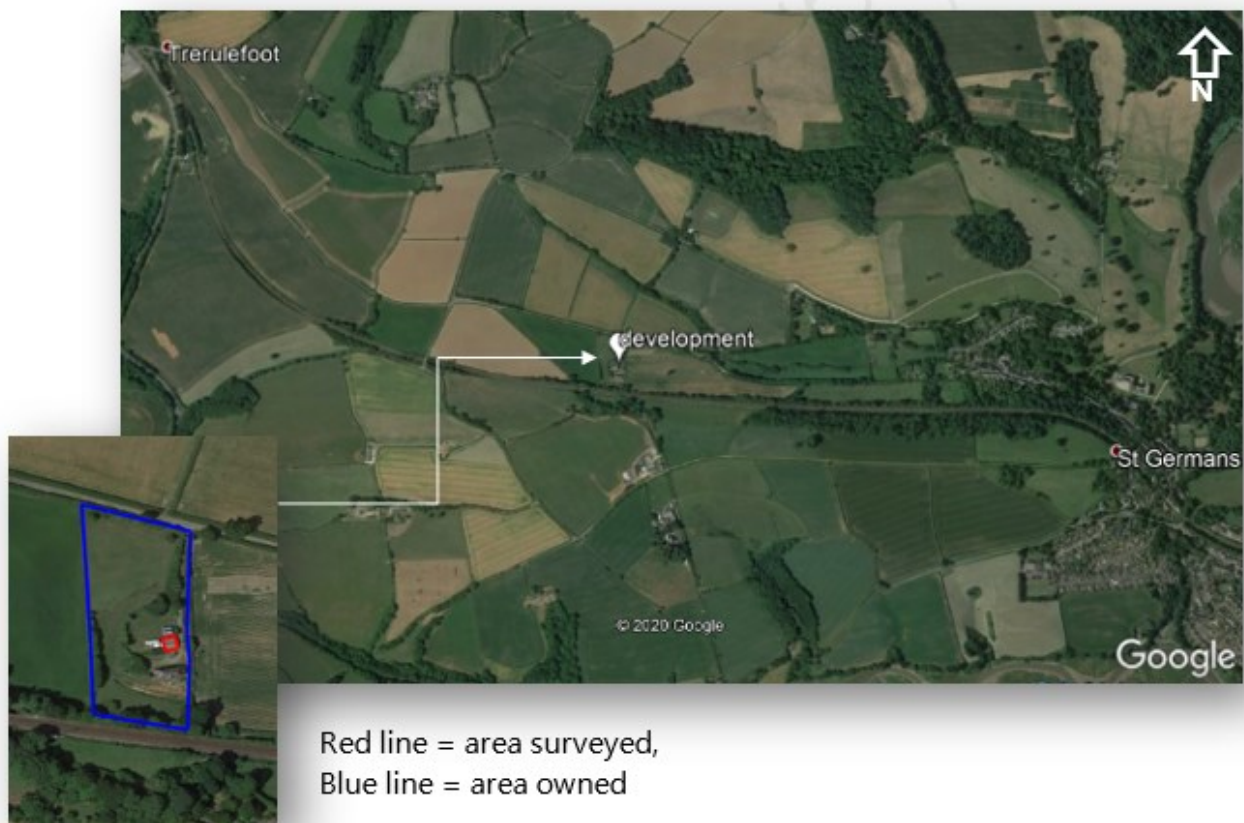 Trerulefoot
N
development
St Germans
© 2020 Google
Google
Red line = area surveyed,
Blue line = area owned